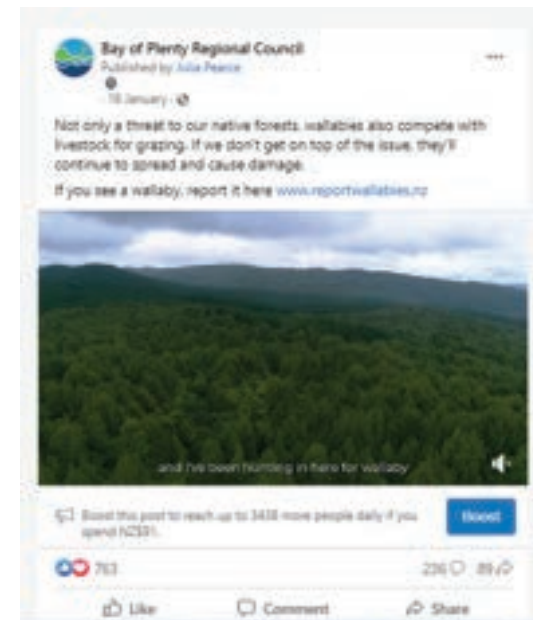 Bay of Plenty Regional Council
Published by Julia Pearce
18 January
Not only a threat to our native forests, wallabies also compete with
livestock for grazing. If we don't get on top of the issue, they'll
continue to spread and cause damage.
If you see a wallaby, report it here www.reportwallabies.nz
and I've been hunting in here for wallaby
Boost this post to reach up to 3438 more people daily if you
spend NZ$91.
Boost
763
236 89
Like Comment Share